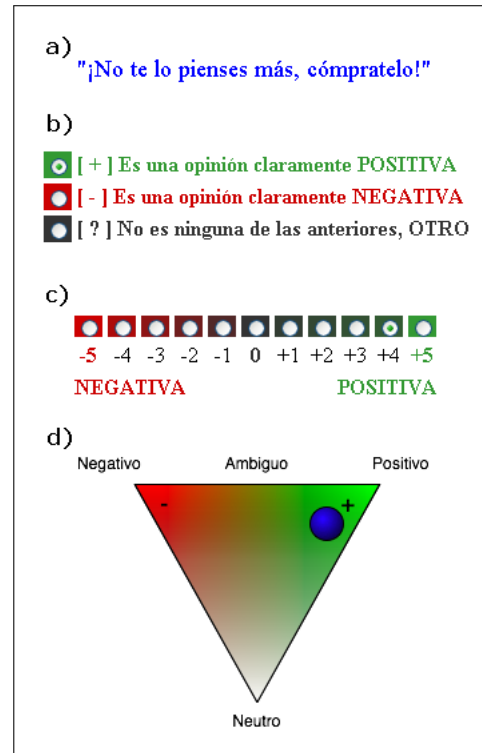 a)
"¡No te lo pienses más, cómpratelo!"
b)
[ + ] Es una opinión claramente POSITIVA
[ - ] Es una opinión claramente NEGATIVA
[ ? ] No es ninguna de las anteriores, OTRO
c)
-5 -4 -3 -2 -1 0 +1 +2 +3 +4 +5
NEGATIVA POSITIVA
d)
Negativo Ambiguo Positivo
- +
Neutro